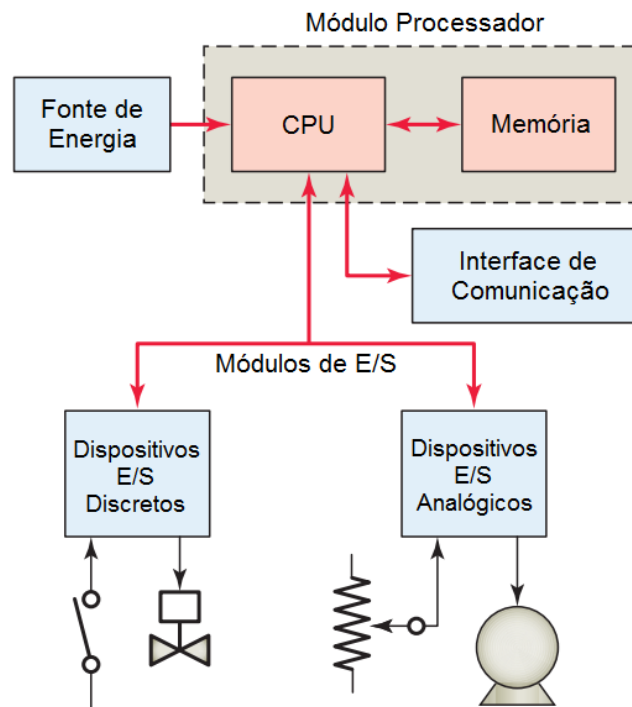 Módulo Processador
Fonte de
Energia
CPU
Memória
Interface de
Comunicação
Módulos de E/S
Dispositivos
E/S
Discretos
Dispositivos
E/S
Analógicos